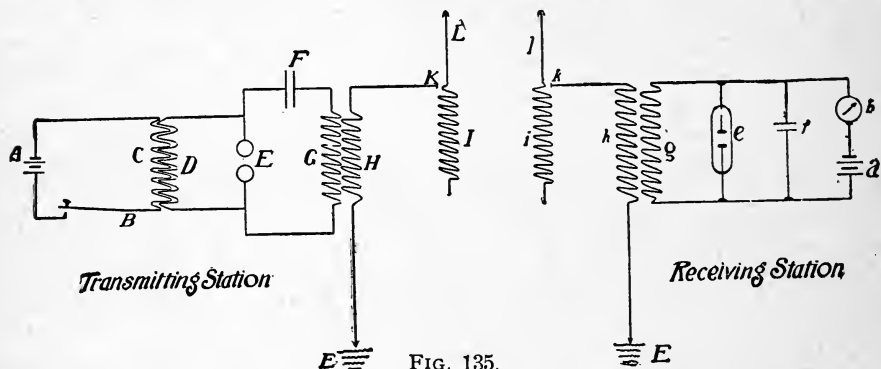 L l
F
K k
A C D E G H I i h g e f b a
B
Transmitting Station
Receiving Station
E FIG. 135. E